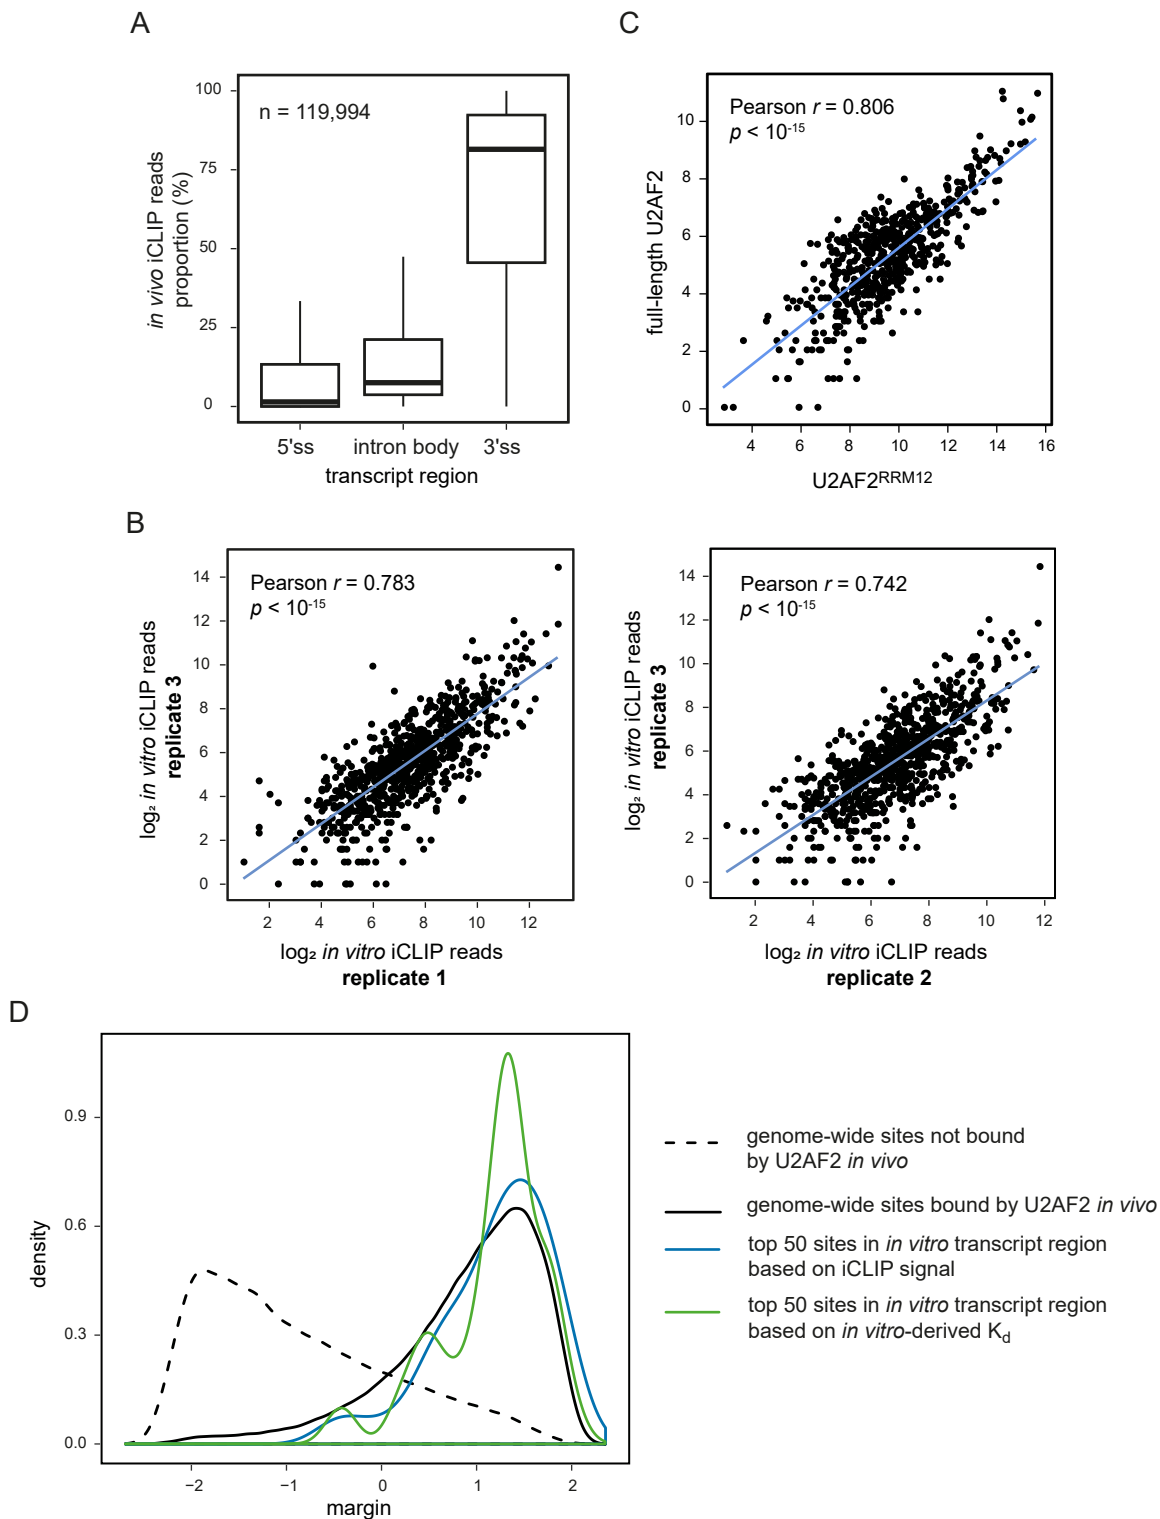 A
100
75
50
25
0
in vivo iCLIP reads
proportion (%)
n = 119,994
5'ss
intron body
3'ss
transcript region
C
Pearson r = 0.806
p < 10-15
10
8
6
4
2
0
full-length U2AF2
4
6
8
10
12
14
16
U2AF2RRM12
B
Pearson r = 0.783
p < 10-15
14
12
10
8
6
4
2
0
log₂ in vitro iCLIP reads
replicate 3
2
4
6
8
10
12
log₂ in vitro iCLIP reads
replicate 1
Pearson r = 0.742
p < 10-15
14
12
10
8
6
4
2
0
log₂ in vitro iCLIP reads
replicate 3
2
4
6
8
10
12
log₂ in vitro iCLIP reads
replicate 2
D
0.9
0.6
0.3
0.0
density
−2
−1
0
1
2
margin
genome-wide sites not bound
by U2AF2 in vivo
genome-wide sites bound by U2AF2 in vivo
top 50 sites in in vitro transcript region
based on iCLIP signal
top 50 sites in in vitro transcript region
based on in vitro-derived Kd